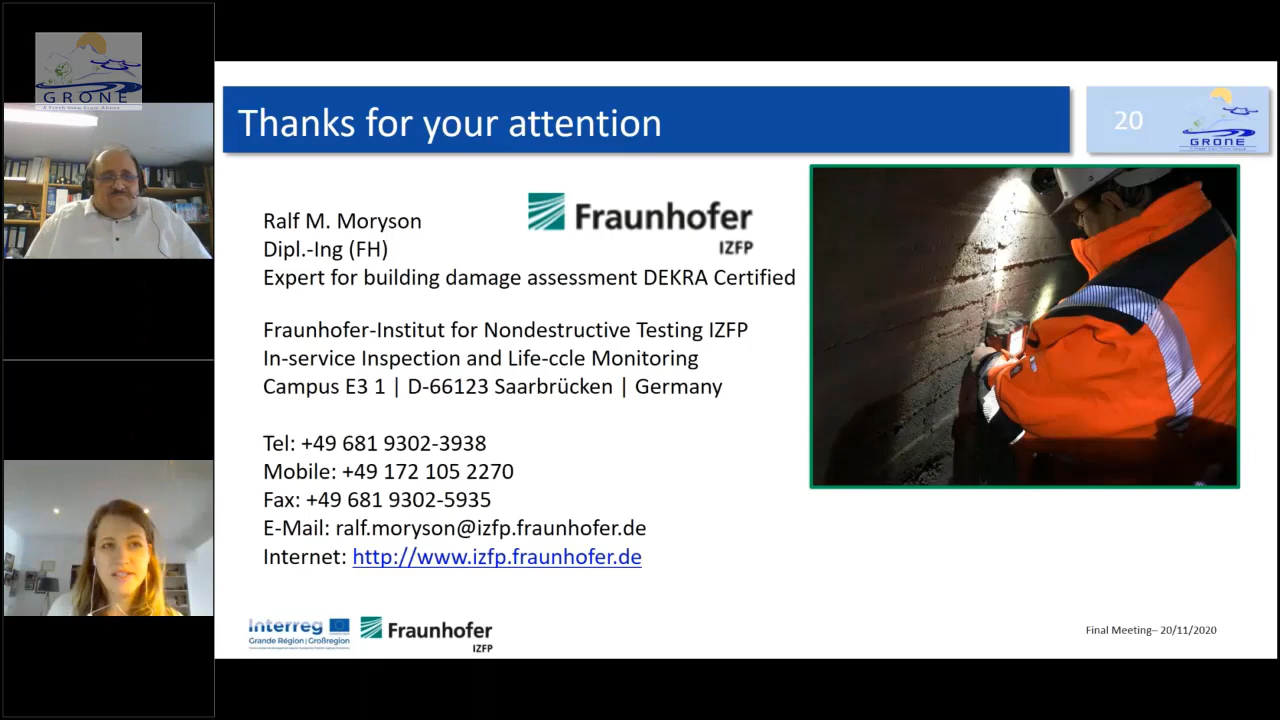 GRONE
A Fresh View From Above
Thanks for your attention
20
GRONE
Ralf M. Moryson
Dipl.-Ing (FH)
Expert for building damage assessment DEKRA Certified
Fraunhofer
IZFP
Fraunhofer-Institut for Nondestructive Testing IZFP
In-service Inspection and Life-ccle Monitoring
Campus E3 1 | D-66123 Saarbrücken | Germany
Tel: +49 681 9302-3938
Mobile: +49 172 105 2270
Fax: +49 681 9302-5935
E-Mail: ralf.moryson@izfp.fraunhofer.de
Internet: http://www.izfp.fraunhofer.de
Interreg
Grande Région | Großregion
Fraunhofer
IZFP
Final Meeting– 20/11/2020